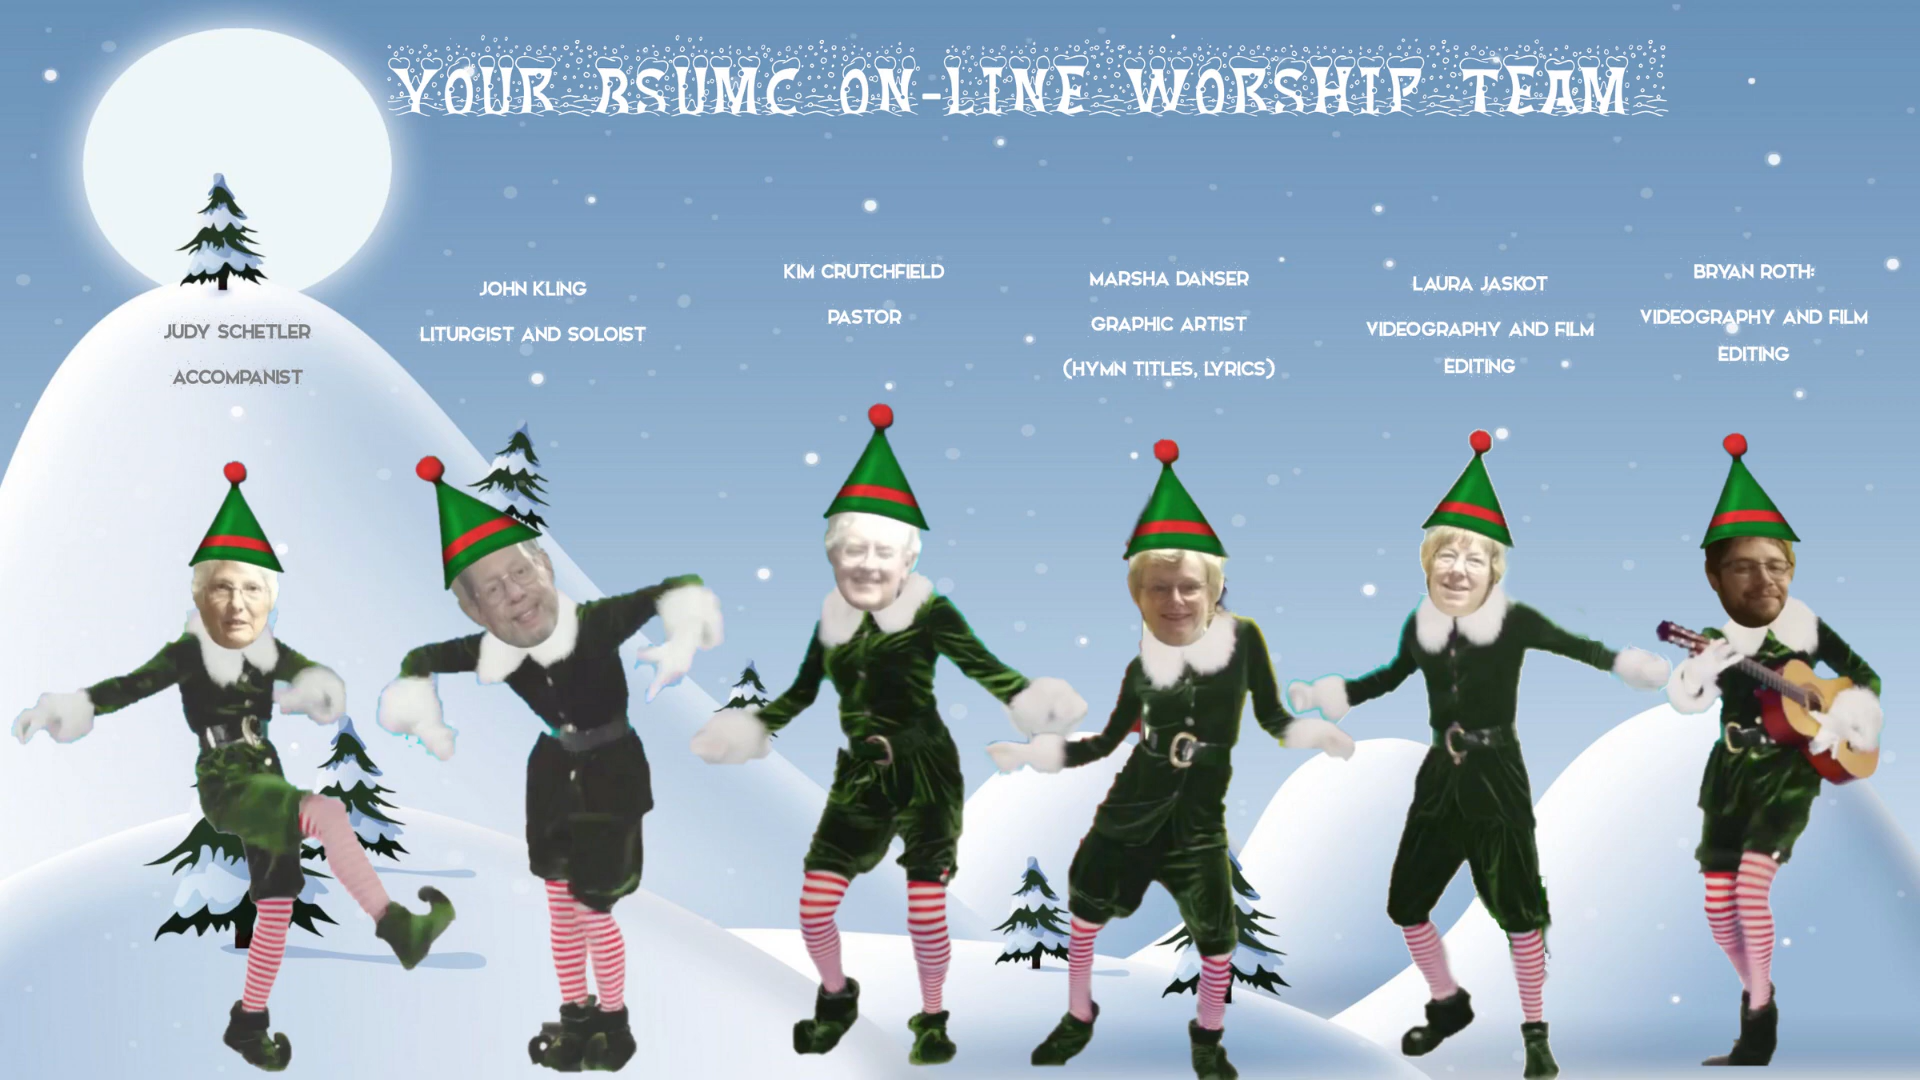 YOUR RSUMC ON-LINE WORSHIP TEAM
JUDY SCHETLER
ACCOMPANIST
JOHN KLING
LITURGIST AND SOLOIST
KIM CRUTCHFIELD
PASTOR
MARSHA DANSER
GRAPHIC ARTIST
(HYMN TITLES, LYRICS)
LAURA JASKOT
VIDEOGRAPHY AND FILM
EDITING
BRYAN ROTH:
VIDEOGRAPHY AND FILM
EDITING